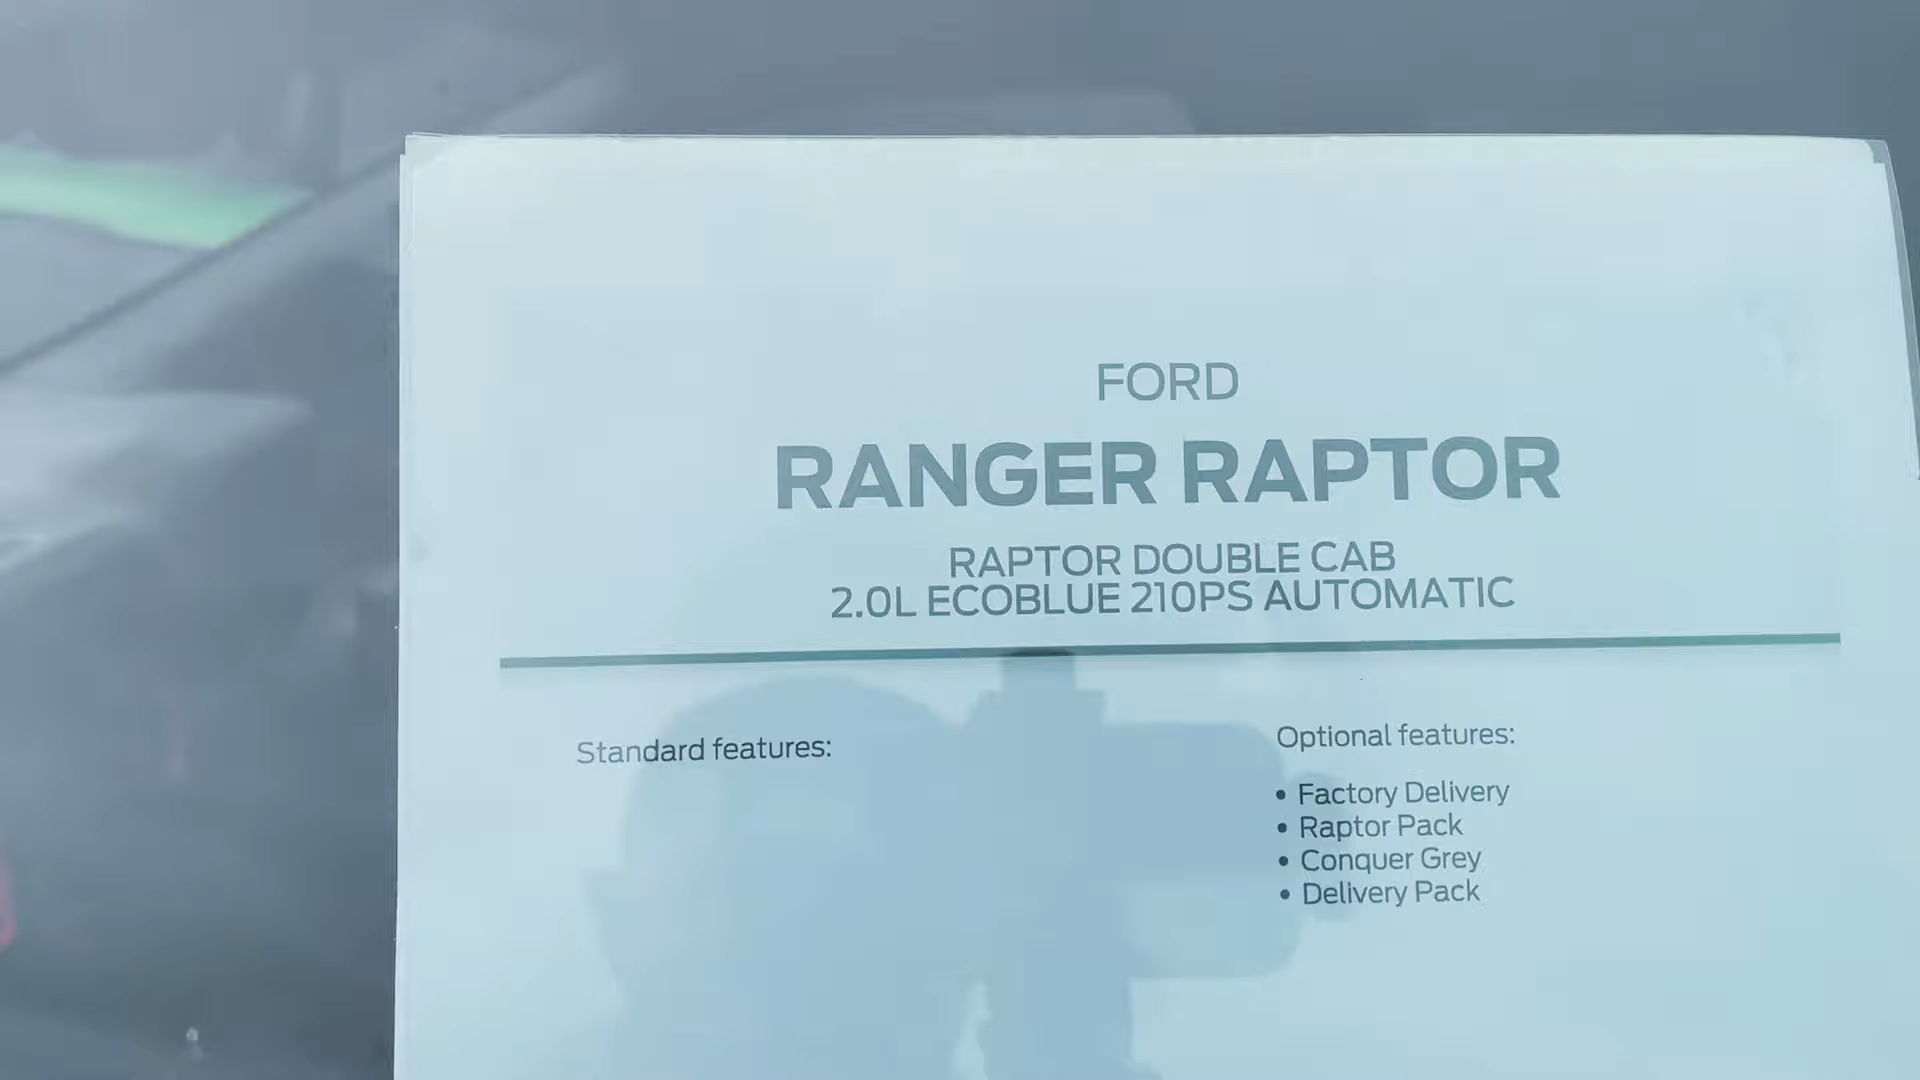 FORD
RANGER RAPTOR
RAPTOR DOUBLE CAB
2.0L ECOBLUE 210PS AUTOMATIC
Standard features:
Optional features:
• Factory Delivery
• Raptor Pack
• Conquer Grey
• Delivery Pack